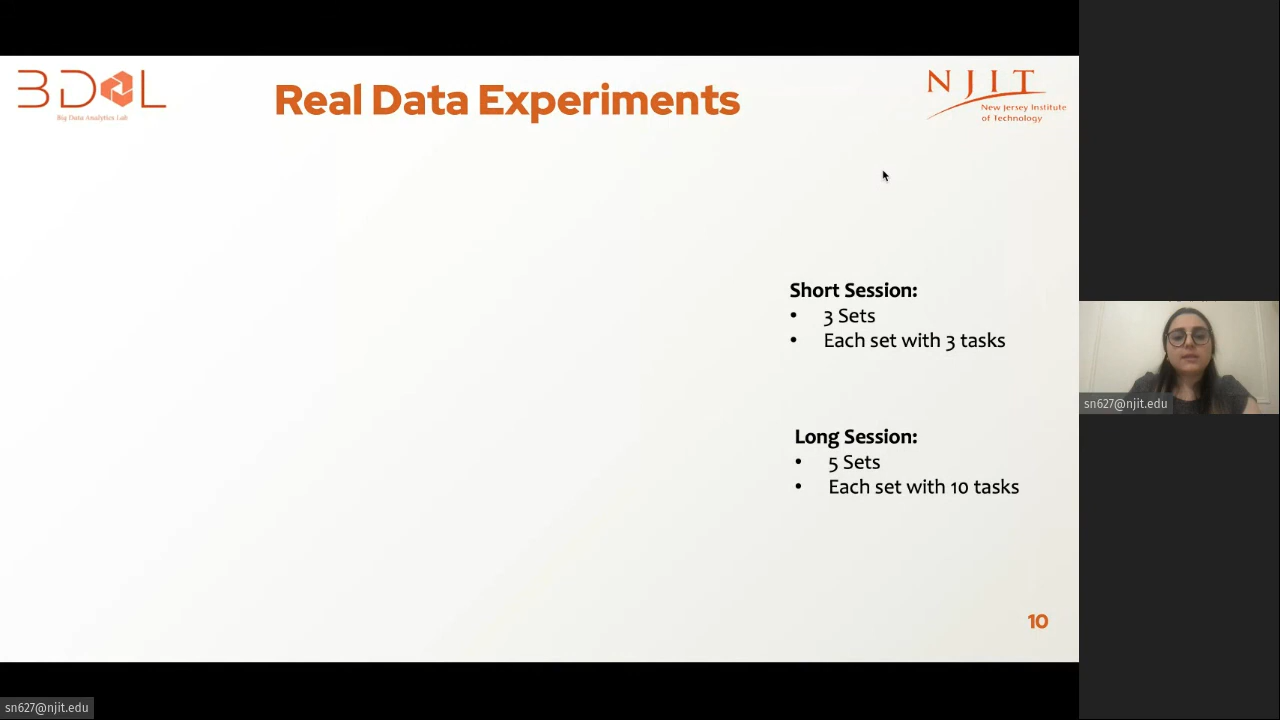 BDAL
Big Data Analytics Lab
Real Data Experiments
NJIT
New Jersey Institute
of Technology
Short Session:
• 3 Sets
• Each set with 3 tasks
Long Session:
• 5 Sets
• Each set with 10 tasks
10
sn627@njit.edu
sn627@njit.edu